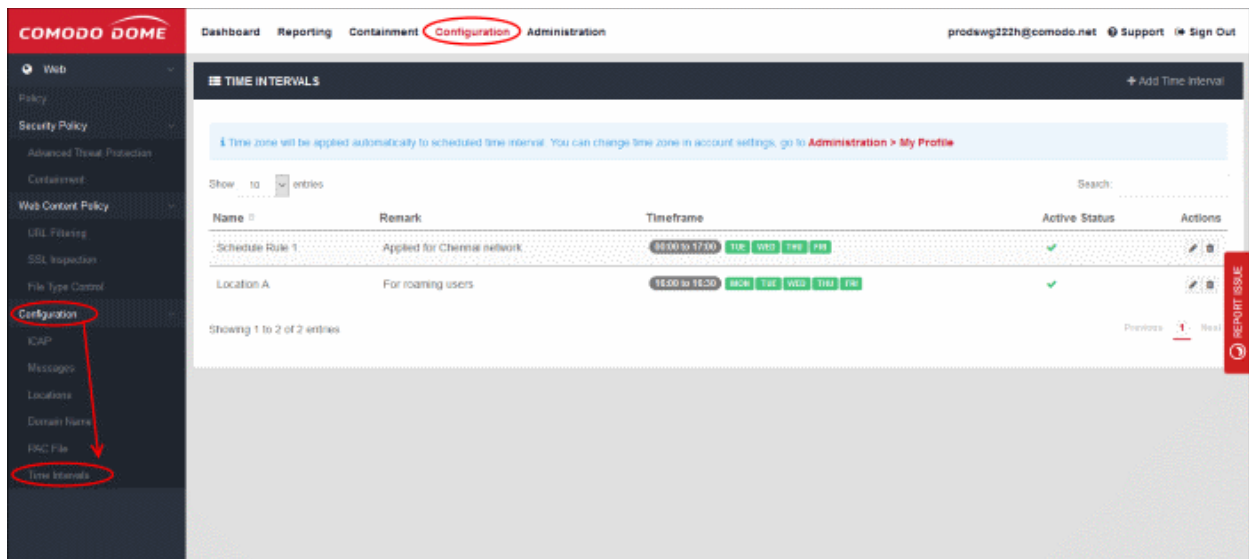 COMODO DOME
Dashboard Reporting Containment Configuration Administration
prodswg222h@comodo.net Support Sign Out
Web
Policy
Security Policy
Advanced Threat Protection
Containment
Web Content Policy
URL Filtering
SSL Inspection
File Type Control
Configuration
ICAP
Messages
Locations
Domain Name
PAC File
Time Intervals
TIME INTERVALS
+ Add Time Interval
i Time zone will be applied automatically to scheduled time interval. You can change time zone in account settings, go to Administration > My Profile
Show 10 entries
Search:
Name Remark Timeframe Active Status Actions
Schedule Rule 1 Applied for Chennai network to 17:00 TUE WED THU FRI
Location A For roaming users to 16:30 MON TUE WED THU FRI
Showing 1 to 2 of 2 entries
Previous 1 Next
REPORT ISSUE